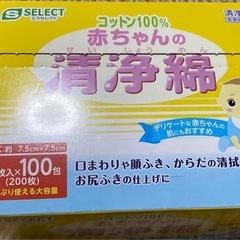 S SELECT
エスセレクト
コットン100%
赤ちゃんの
せい じょう めん
清浄綿
清浄
約 7.5cm×7.5cm
枚入×100包
(200枚)
ぷり使える大容量
デリケートな赤ちゃんの
肌にもおすすめ
口まわりや顔ふき、からだの清拭
お尻ふきの仕上げに